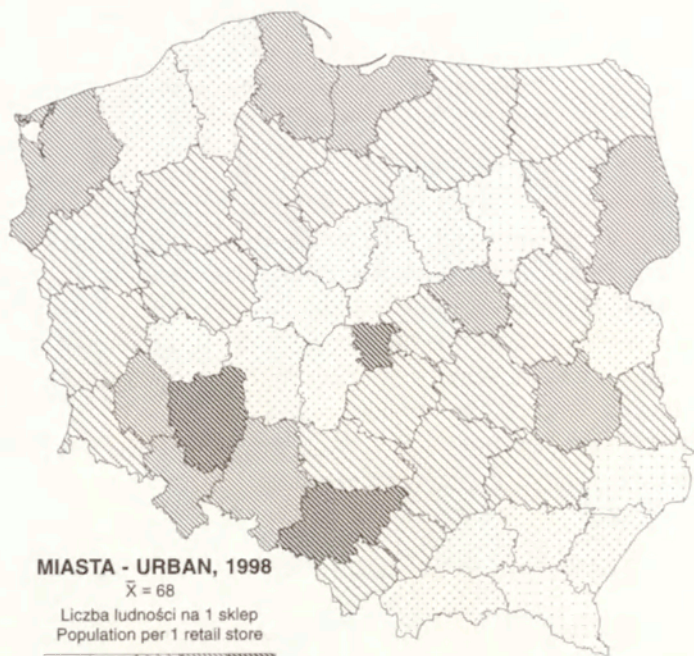 MIASTA - URBAN, 1998
X̄ = 68
Liczba ludności na 1 sklep
Population per 1 retail store